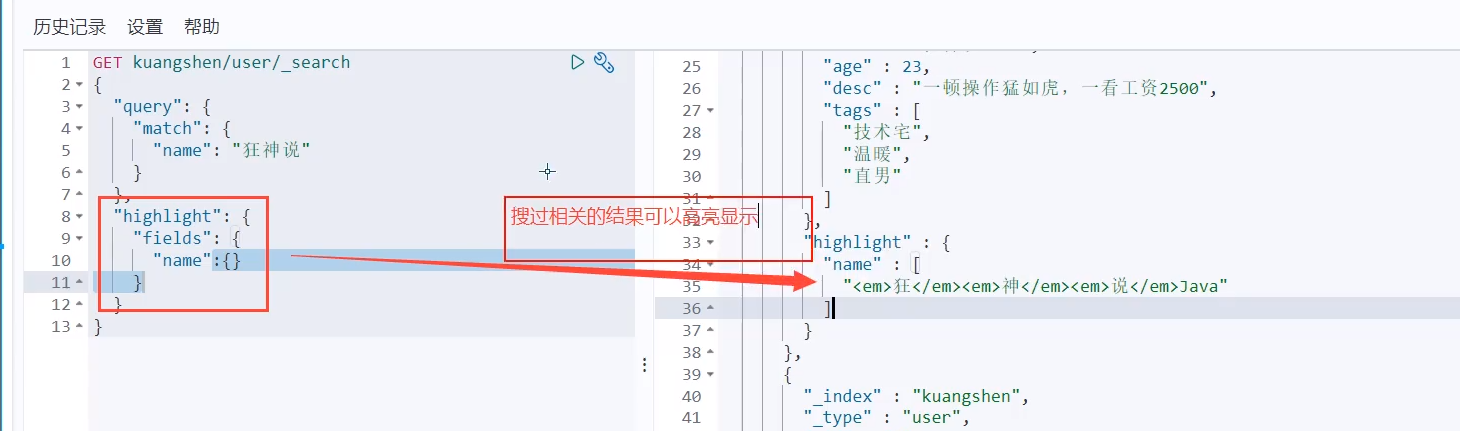 历史记录 设置 帮助
1 GET kuangshen/user/_search
2 {
3 "query": {
4 "match": {
5 "name": "狂神说"
6 }
7 },
8 "highlight": {
9 "fields": {
10 "name":{}
11 }
12 }
13 }
搜过相关的结果可以高亮显示
25 "age" : 23,
26 "desc" : "一顿操作猛如虎，一看工资2500",
27 "tags" : [
28 "技术宅",
29 "温暖",
30 "直男"
31 ]
32 },
33 "highlight" : {
34 "name" : [
35 "<em>狂</em><em>神</em><em>说</em>Java"
36 ]
37 }
38 },
39 {
40 "_index" : "kuangshen",
41 "_type" : "user",